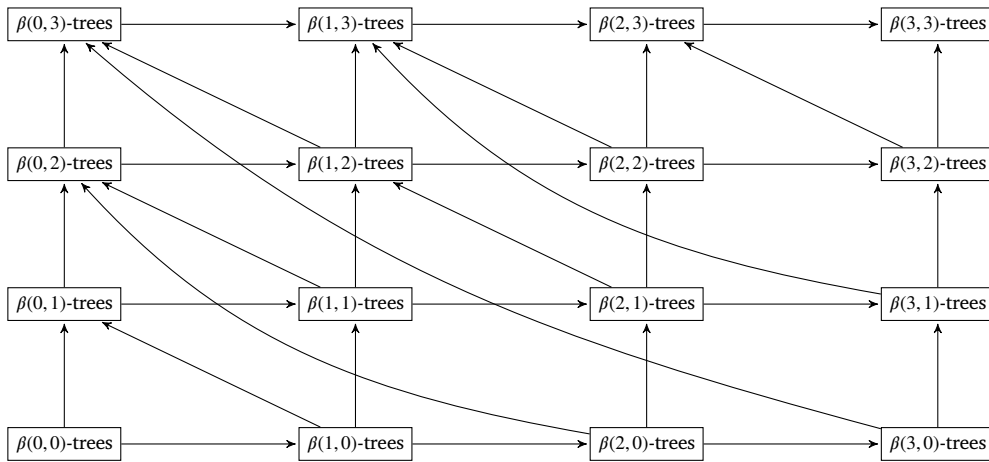 β(0,3)-trees β(1,3)-trees β(2,3)-trees β(3,3)-trees
β(0,2)-trees β(1,2)-trees β(2,2)-trees β(3,2)-trees
β(0,1)-trees β(1,1)-trees β(2,1)-trees β(3,1)-trees
β(0,0)-trees β(1,0)-trees β(2,0)-trees β(3,0)-trees